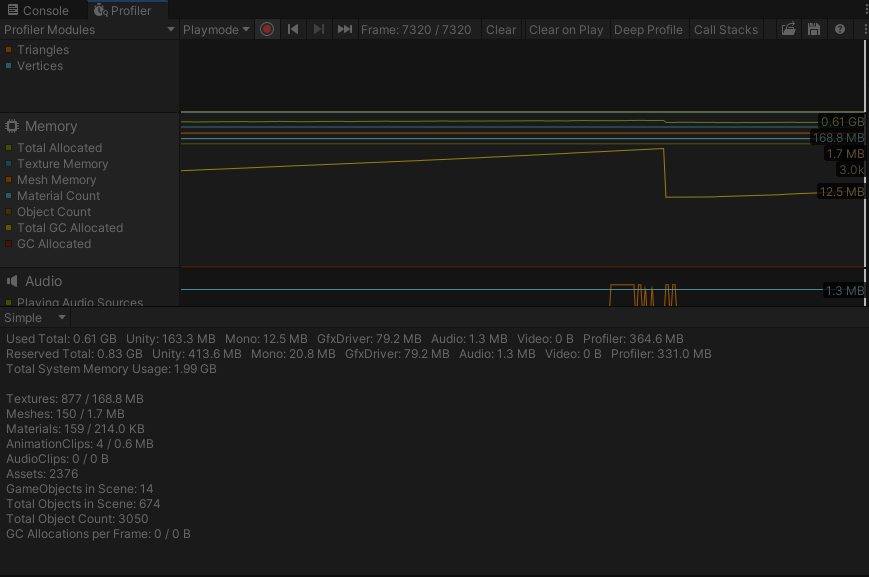 Console Profiler
Profiler Modules Playmode Frame: 7320 / 7320 Clear Clear on Play Deep Profile Call Stacks
Triangles
Vertices
Memory
Total Allocated
Texture Memory
Mesh Memory
Material Count
Object Count
Total GC Allocated
GC Allocated
0.61 GB
168.8 MB
1.7 MB
3.0k
12.5 MB
Audio
Playing Audio Sources
1.3 MB
Simple
Used Total: 0.61 GB Unity: 163.3 MB Mono: 12.5 MB GfxDriver: 79.2 MB Audio: 1.3 MB Video: 0 B Profiler: 364.6 MB
Reserved Total: 0.83 GB Unity: 413.6 MB Mono: 20.8 MB GfxDriver: 79.2 MB Audio: 1.3 MB Video: 0 B Profiler: 331.0 MB
Total System Memory Usage: 1.99 GB
Textures: 877 / 168.8 MB
Meshes: 150 / 1.7 MB
Materials: 159 / 214.0 KB
AnimationClips: 4 / 0.6 MB
AudioClips: 0 / 0 B
Assets: 2376
GameObjects in Scene: 14
Total Objects in Scene: 674
Total Object Count: 3050
GC Allocations per Frame: 0 / 0 B